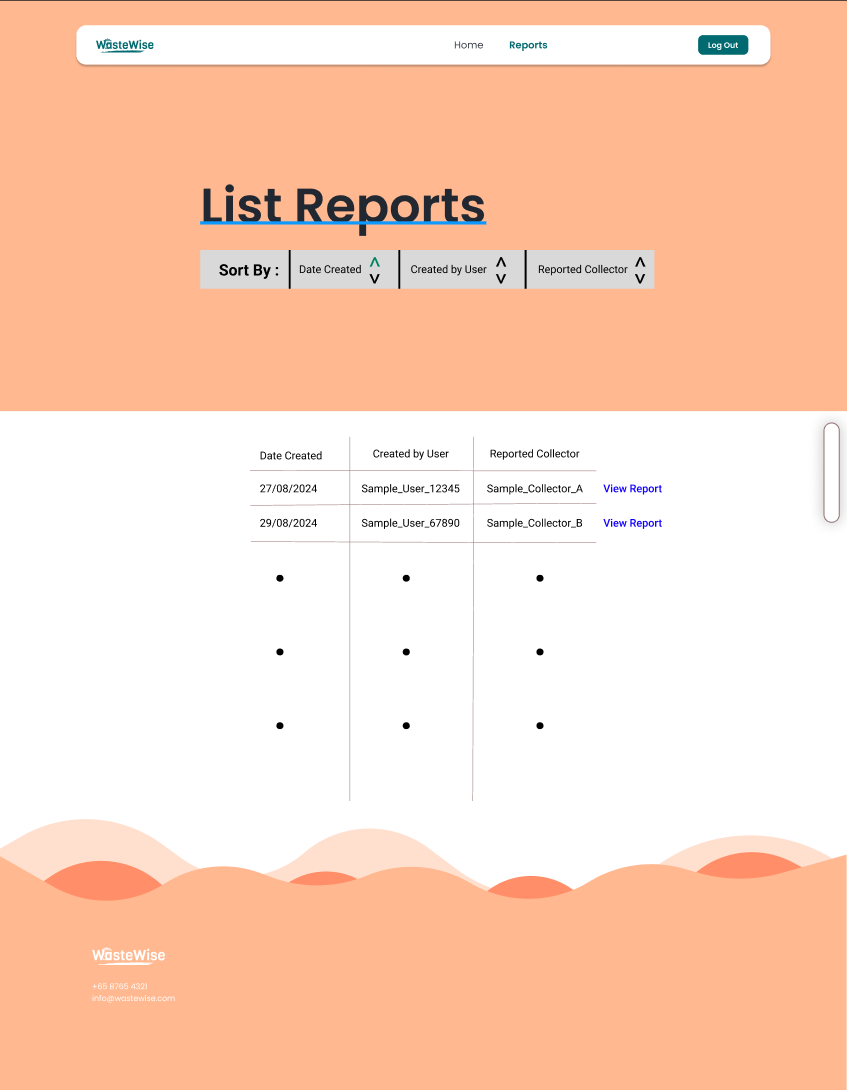 WasteWise
Home Reports Log Out
List Reports
Sort By : Date Created Created by User Reported Collector
Date Created Created by User Reported Collector
27/08/2024 Sample_User_12345 Sample_Collector_A View Report
29/08/2024 Sample_User_67890 Sample_Collector_B View Report
WasteWise
+65 8765 4321
info@wastewise.com